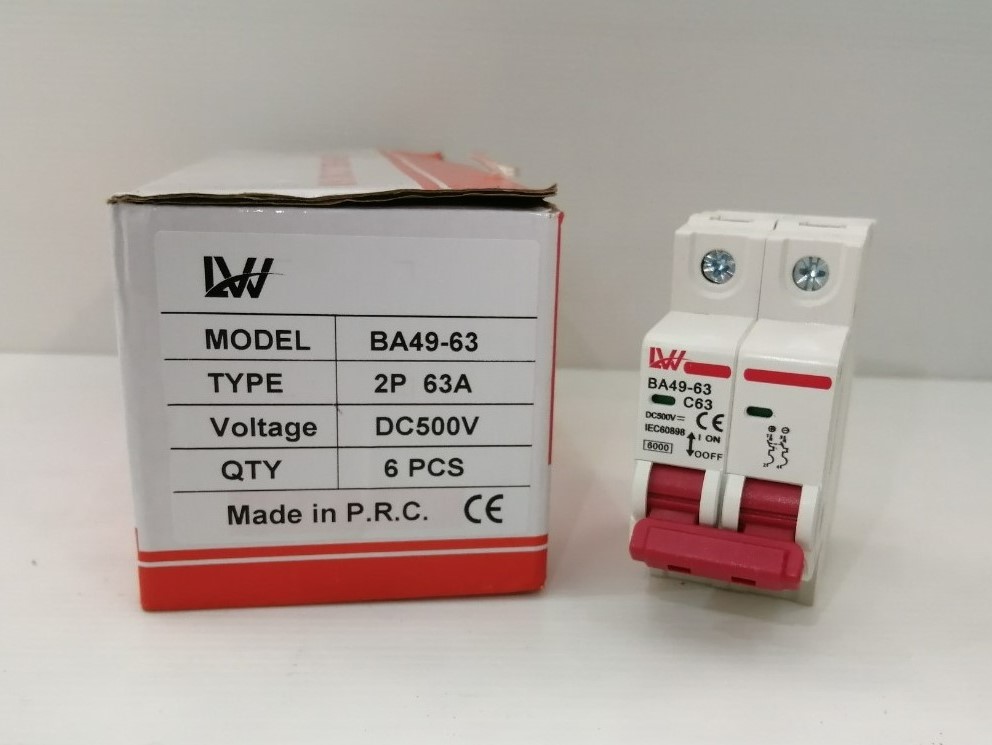 LW
MODEL BA49-63
TYPE 2P 63A
Voltage DC500V
QTY 6 PCS
Made in P.R.C. CE
LW
BA49-63
C63
DC500V⎓ CE
IEC60898
6000
I ON
O OFF